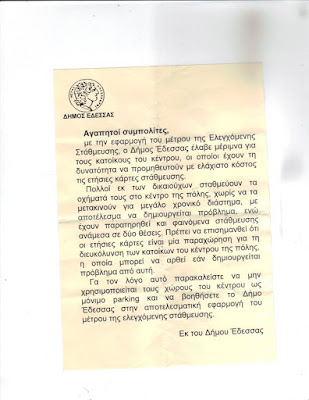 ΔΗΜΟΣ ΕΔΕΣΣΑΣ
Αγαπητοί συμπολίτες,
με την εφαρμογή του μέτρου της Ελεγχόμενης
Στάθμευσης, ο Δήμος Έδεσσας έλαβε μέριμνα για
τους κατοίκους του κέντρου, οι οποίοι έχουν τη
δυνατότητα να προμηθευτούν με ελάχιστο κόστος
τις ετήσιες κάρτες στάθμευσης.
Πολλοί εκ των δικαιούχων σταθμεύουν τα
οχήματά τους στο κέντρο της πόλης, χωρίς να τα
μετακινούν για μεγάλο χρονικό διάστημα, με
αποτέλεσμα να δημιουργείται πρόβλημα, ενώ
έχουν παρατηρηθεί και φαινόμενα στάθμευσης
ανάμεσα σε δύο θέσεις. Πρέπει να επισημανθεί ότι
οι ετήσιες κάρτες είναι μία παραχώρηση για τη
διευκόλυνση των κατοίκων του κέντρου της πόλης,
η οποία μπορεί να αρθεί εάν δημιουργείται
πρόβλημα από αυτή.
Για τον λόγο αυτό παρακαλείστε να μην
χρησιμοποιείται τους χώρους του κέντρου ως
μόνιμο parking και να βοηθήσετε το Δήμο
Έδεσσας στην αποτελεσματική εφαρμογή του
μέτρου της ελεγχόμενης στάθμευσης.
Εκ του Δήμου Έδεσσας